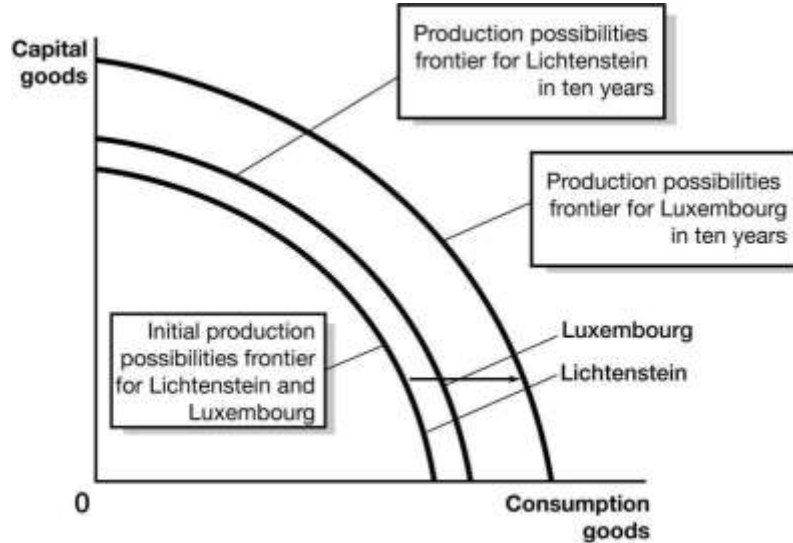 Capital
goods
Production possibilities
frontier for Lichtenstein
in ten years
Production possibilities
frontier for Luxembourg
in ten years
Initial production
possibilities frontier
for Lichtenstein and
Luxembourg
Luxembourg
Lichtenstein
0
Consumption
goods